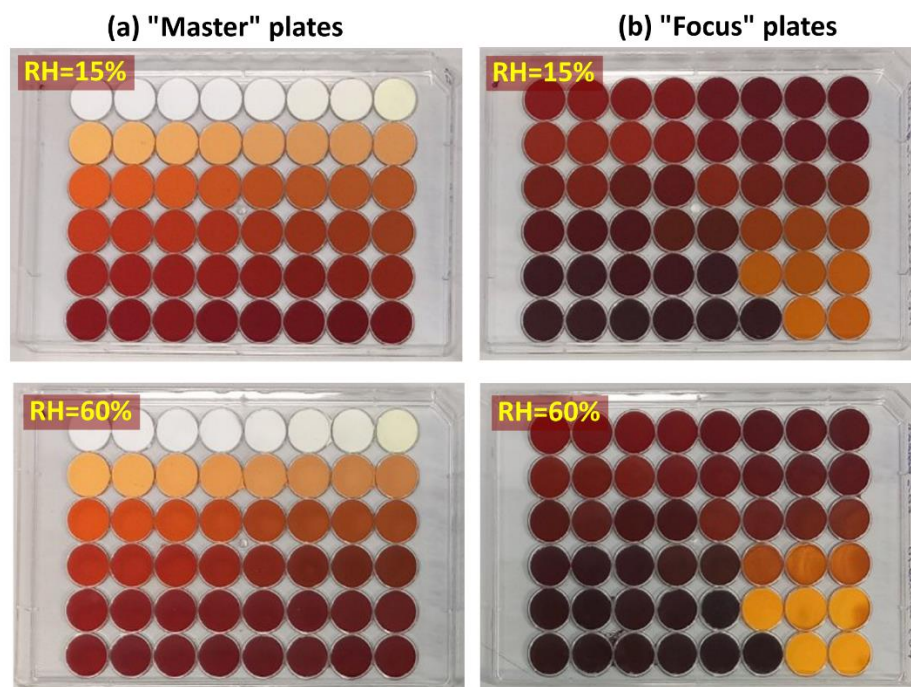 (a) "Master" plates
(b) "Focus" plates
RH=15%
RH=15%
RH=60%
RH=60%